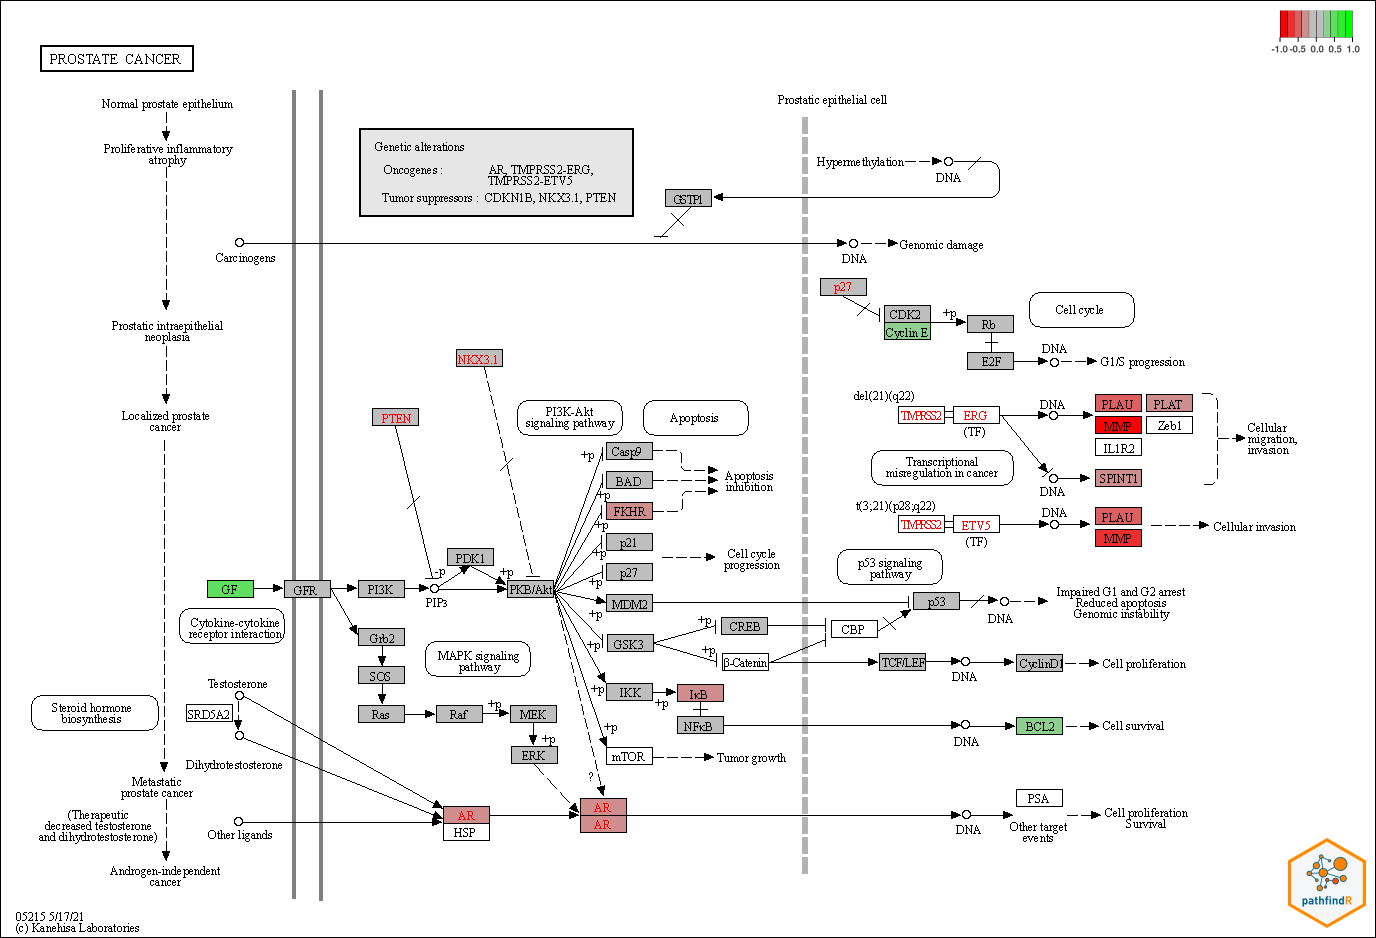 -1.0 -0.5 0.0 0.5 1.0
PROSTATE CANCER
Normal prostate epithelium
Proliferative inflammatory
atrophy
Prostatic intraepithelial
neoplasia
Localized prostate
cancer
Metastatic
prostate cancer
(Therapeutic
decreased testosterone
and dihydrotestosterone)
Androgen-independent
cancer
Genetic alterations
Oncogenes : AR, TMPRSS2-ERG,
TMPRSS2-ETV5
Tumor suppressors : CDKN1B, NKX3.1, PTEN
Prostatic epithelial cell
Hypermethylation
DNA
GSTP1
Carcinogens
DNA
Genomic damage
p27
CDK2
Cyclin E
+p
Rb
E2F
Cell cycle
DNA
G1/S progression
NKX3.1
PTEN
PI3K-Akt
signaling pathway
Apoptosis
del(21)(q22)
TMPRSS2
ERG
(TF)
DNA
PLAU
PLAT
MMP
Zeb1
IL1R2
SPINT1
DNA
Cellular
migration,
invasion
Transcriptional
misregulation in cancer
t(3;21)(p28;q22)
TMPRSS2
ETV5
(TF)
DNA
PLAU
MMP
Cellular invasion
+p
Casp9
BAD
+p
FKHR
+p
p21
+p
p27
+p
MDM2
+p
GSK3
+p
IKK
+p
mTOR
+p
Apoptosis
inhibition
Cell cycle
progression
Tumor growth
GF
GFR
PI3K
PIP3
-p
PDK1
+p
PKB/Akt
Cytokine-cytokine
receptor interaction
Grb2
SOS
Ras
Raf
+p
MEK
+p
ERK
MAPK signaling
pathway
p53 signaling
pathway
p53
DNA
Impaired G1 and G2 arrest
Reduced apoptosis
Genomic instability
+p
CREB
CBP
+p
β-Catenin
TCF/LEF
DNA
CyclinD1
Cell proliferation
+p
IκB
NFκB
DNA
BCL2
Cell survival
Testosterone
SRD5A2
Dihydrotestosterone
Steroid hormone
biosynthesis
Other ligands
AR
HSP
?
AR
AR
DNA
PSA
Other target
events
Cell proliferation
Survival
pathfindR
05215 5/17/21
(c) Kanehisa Laboratories